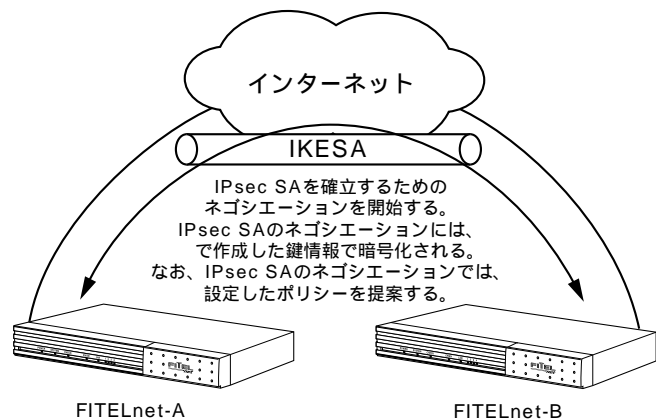 インターネット
IKESA
IPsec SAを確立するための
ネゴシエーションを開始する。
IPsec SAのネゴシエーションには、
で作成した鍵情報で暗号化される。
なお、IPsec SAのネゴシエーションでは、
設定したポリシーを提案する。
FITEL
FITEL
FITELnet-A
FITELnet-B